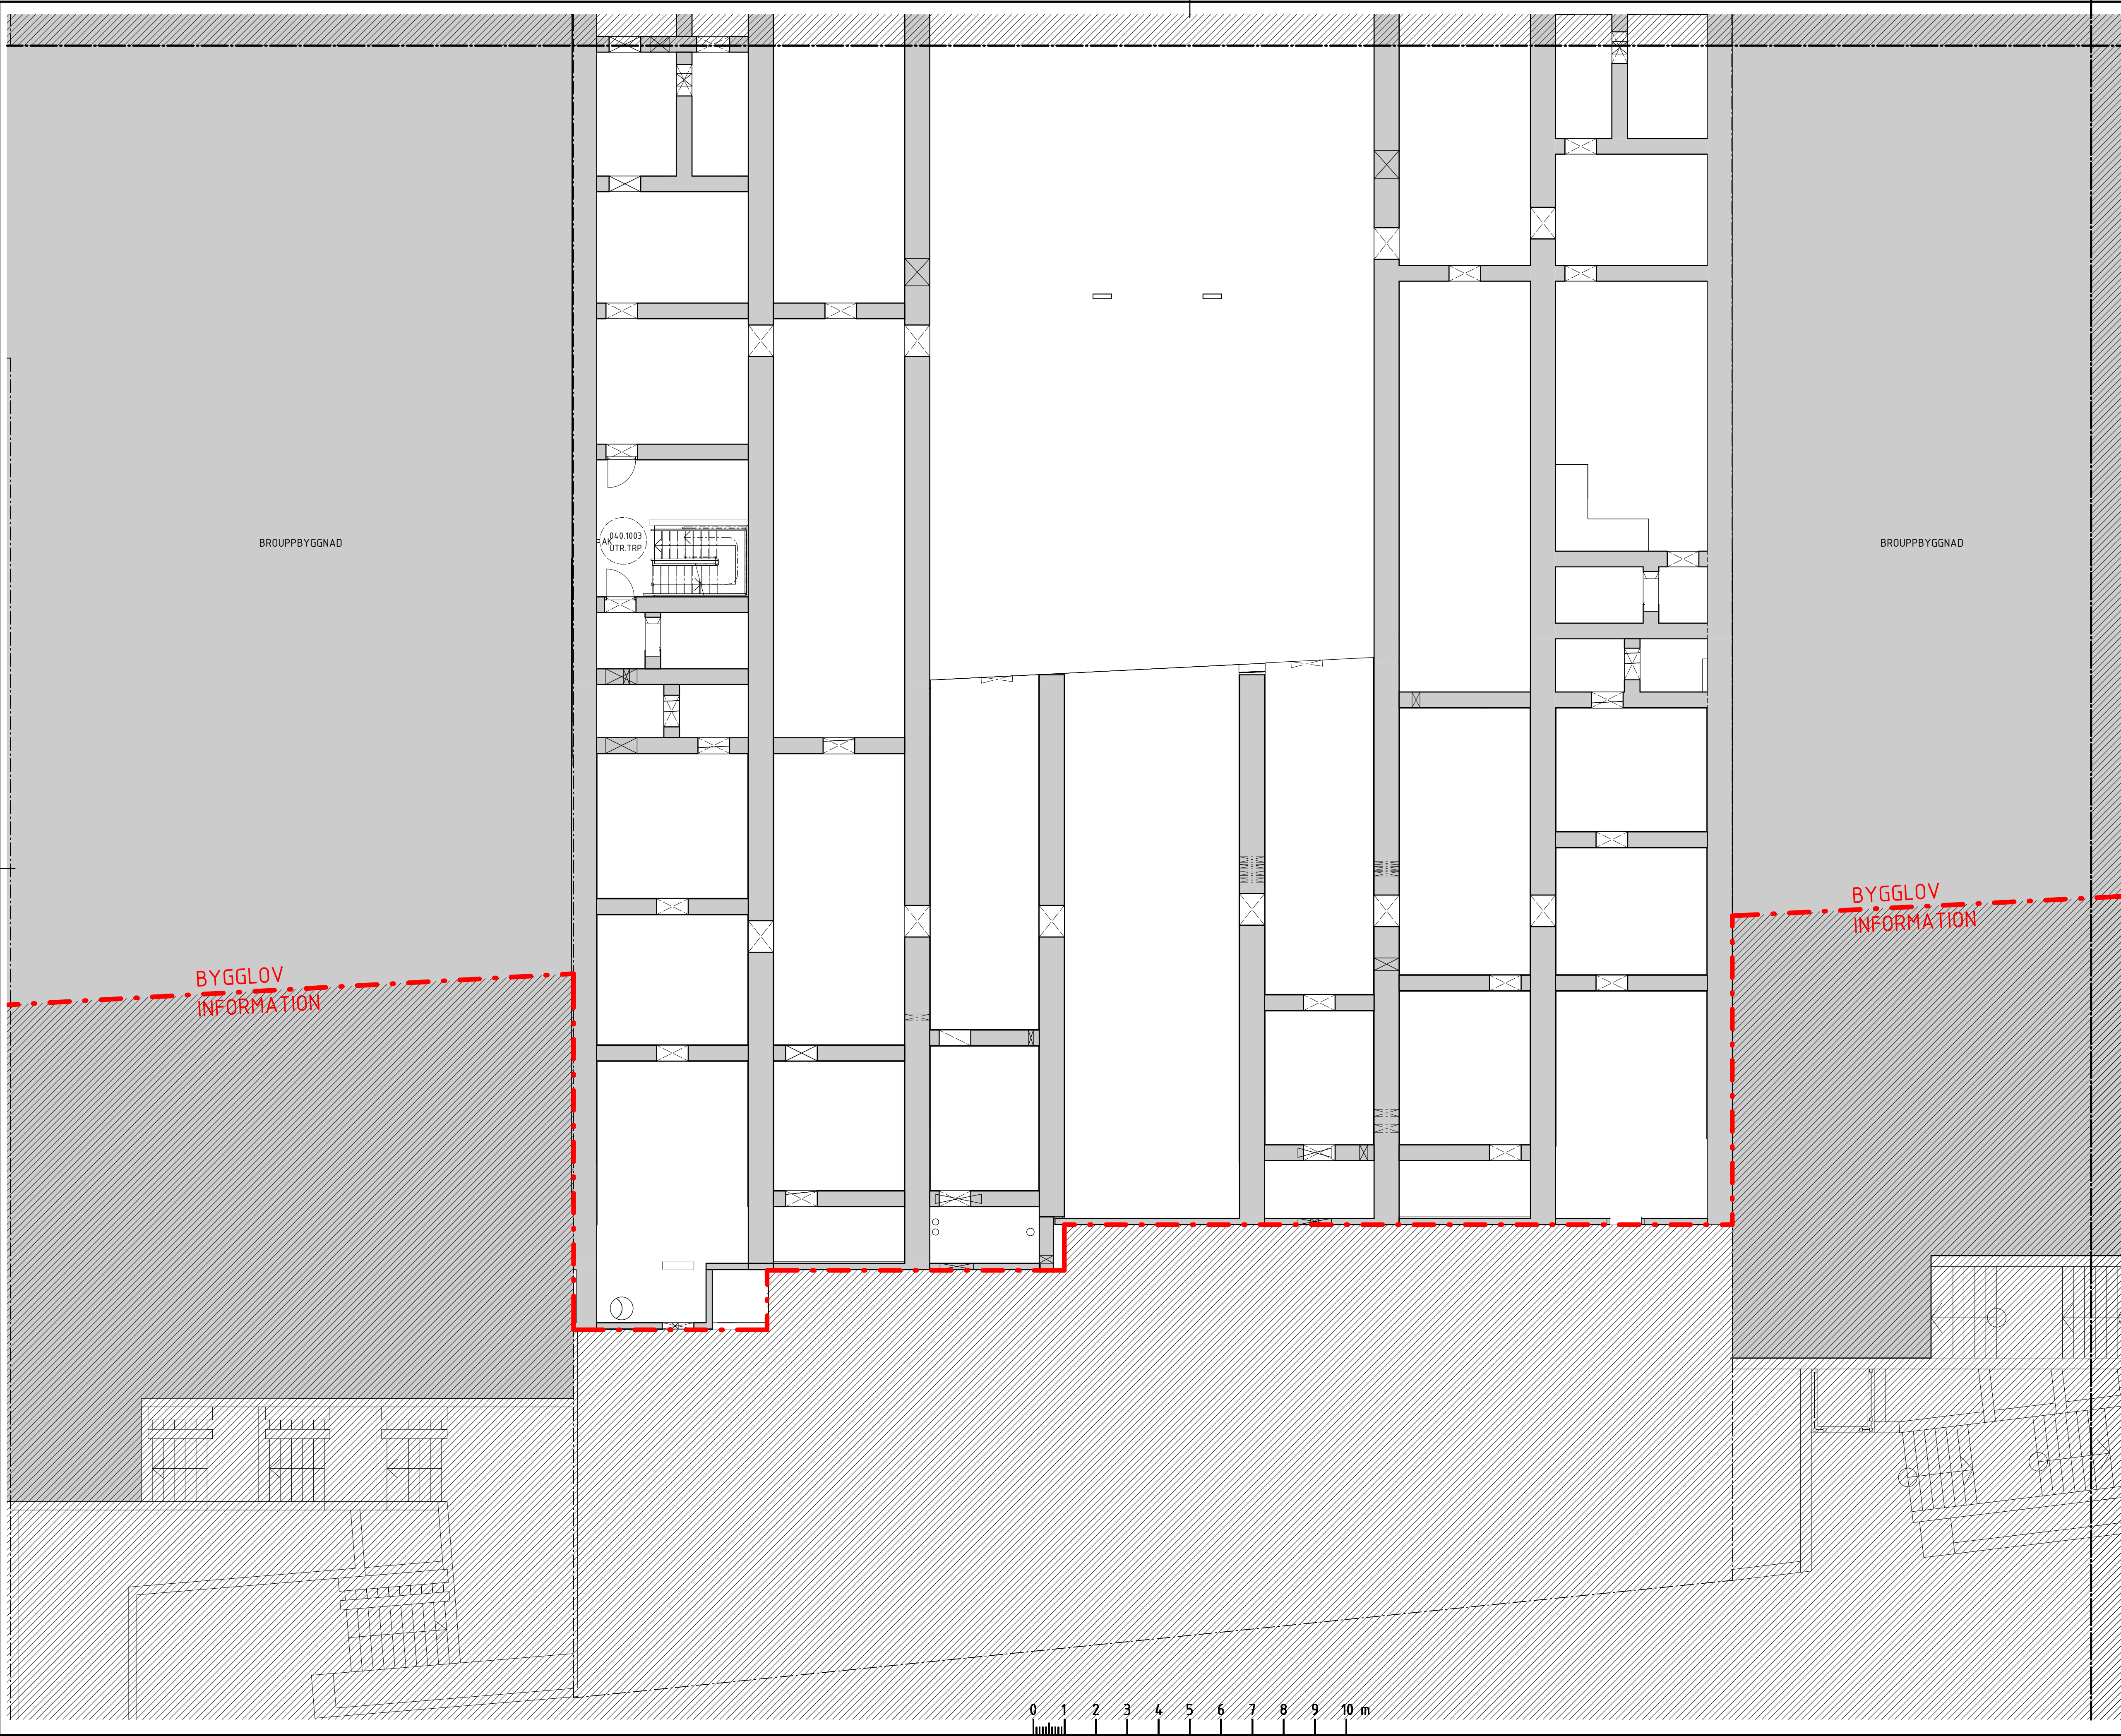 BROUPPBYGGNAD
BROUPPBYGGNAD
040.1003
UTR.TRP
BYGGLOV
INFORMATION
BYGGLOV
INFORMATION
0 1 2 3 4 5 6 7 8 9 10 m